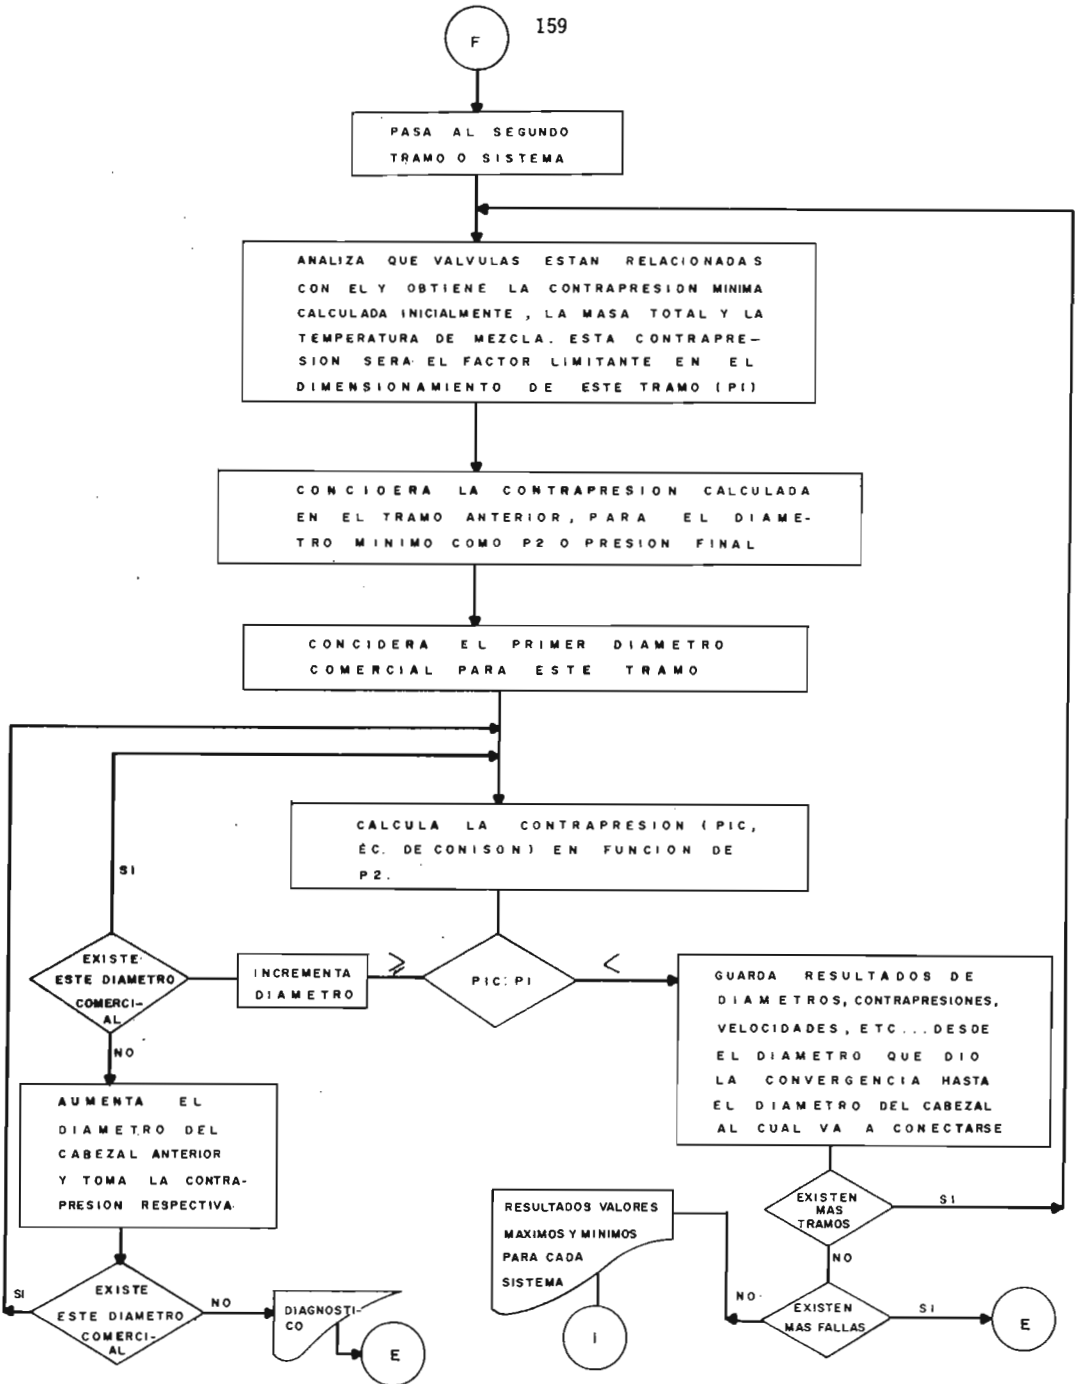 159
F
PASA AL SEGUNDO
TRAMO O SISTEMA
ANALIZA QUE VALVULAS ESTAN RELACIONADAS
CON EL Y OBTIENE LA CONTRAPRESION MINIMA
CALCULADA INICIALMENTE, LA MASA TOTAL Y LA
TEMPERATURA DE MEZCLA. ESTA CONTRAPRE-
SION SERA EL FACTOR LIMITANTE EN EL
DIMENSIONAMIENTO DE ESTE TRAMO (PI)
CONCIDERA LA CONTRAPRESION CALCULADA
EN EL TRAMO ANTERIOR, PARA EL DIAME-
TRO MINIMO COMO P2 O PRESION FINAL
CONCIDERA EL PRIMER DIAMETRO
COMERCIAL PARA ESTE TRAMO
CALCULA LA CONTRAPRESION (PIC,
EC. DE CONISON) EN FUNCION DE
P2.
SI
EXISTE
ESTE DIAMETRO
COMERCI-
AL
INCREMENTA
DIAMETRO
≥
PIC:PI
<
GUARDA RESULTADOS DE
DIAMETROS, CONTRAPRESIONES,
VELOCIDADES, ETC...DESDE
EL DIAMETRO QUE DIO
LA CONVERGENCIA HASTA
EL DIAMETRO DEL CABEZAL
AL CUAL VA A CONECTARSE
NO
AUMENTA EL
DIAMETRO DEL
CABEZAL ANTERIOR
Y TOMA LA CONTRA-
PRESION RESPECTIVA.
EXISTEN
MAS
TRAMOS
SI
NO
RESULTADOS VALORES
MAXIMOS Y MINIMOS
PARA CADA
SISTEMA
I
SI
EXISTE
ESTE DIAMETRO
COMERCI-
AL
NO
DIAGNOSTI-
CO
E
NO
EXISTEN
MAS FALLAS
SI
E